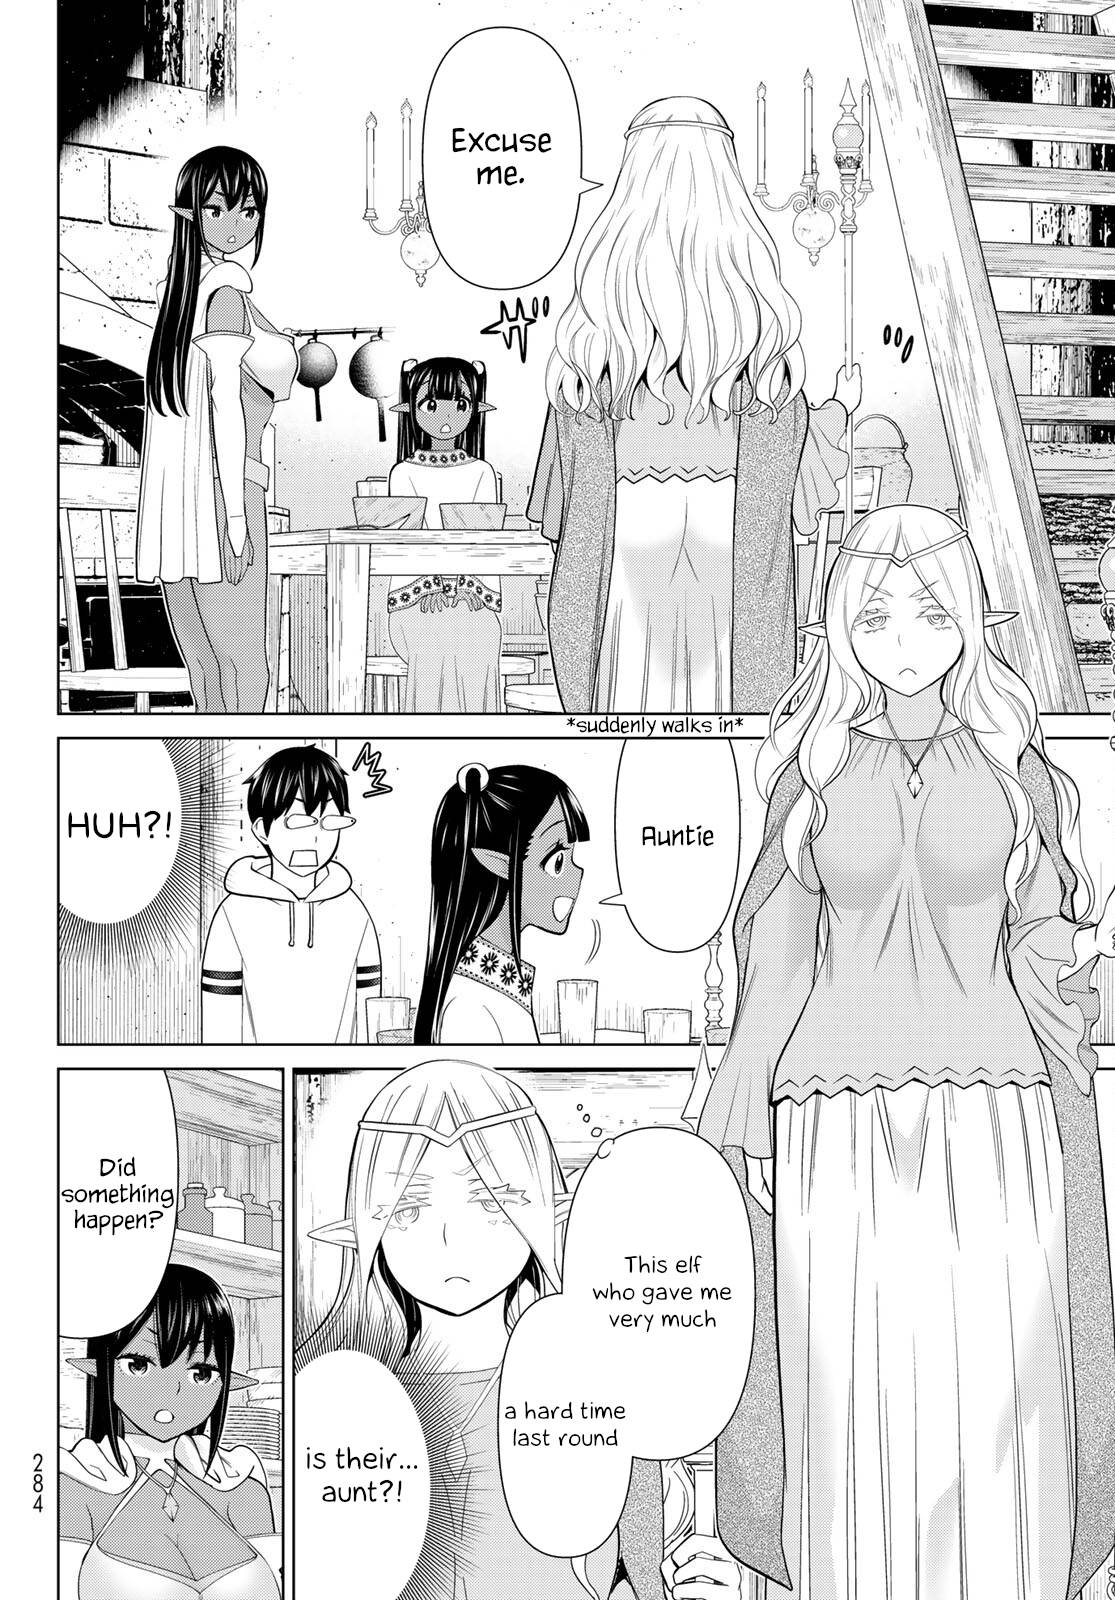 Excuse
me.
*suddenly walks in*
Auntie
HUH?!
This elf
who gave me
very much
a hard time
last round
is their...
aunt?!
Did
something
happen?
284